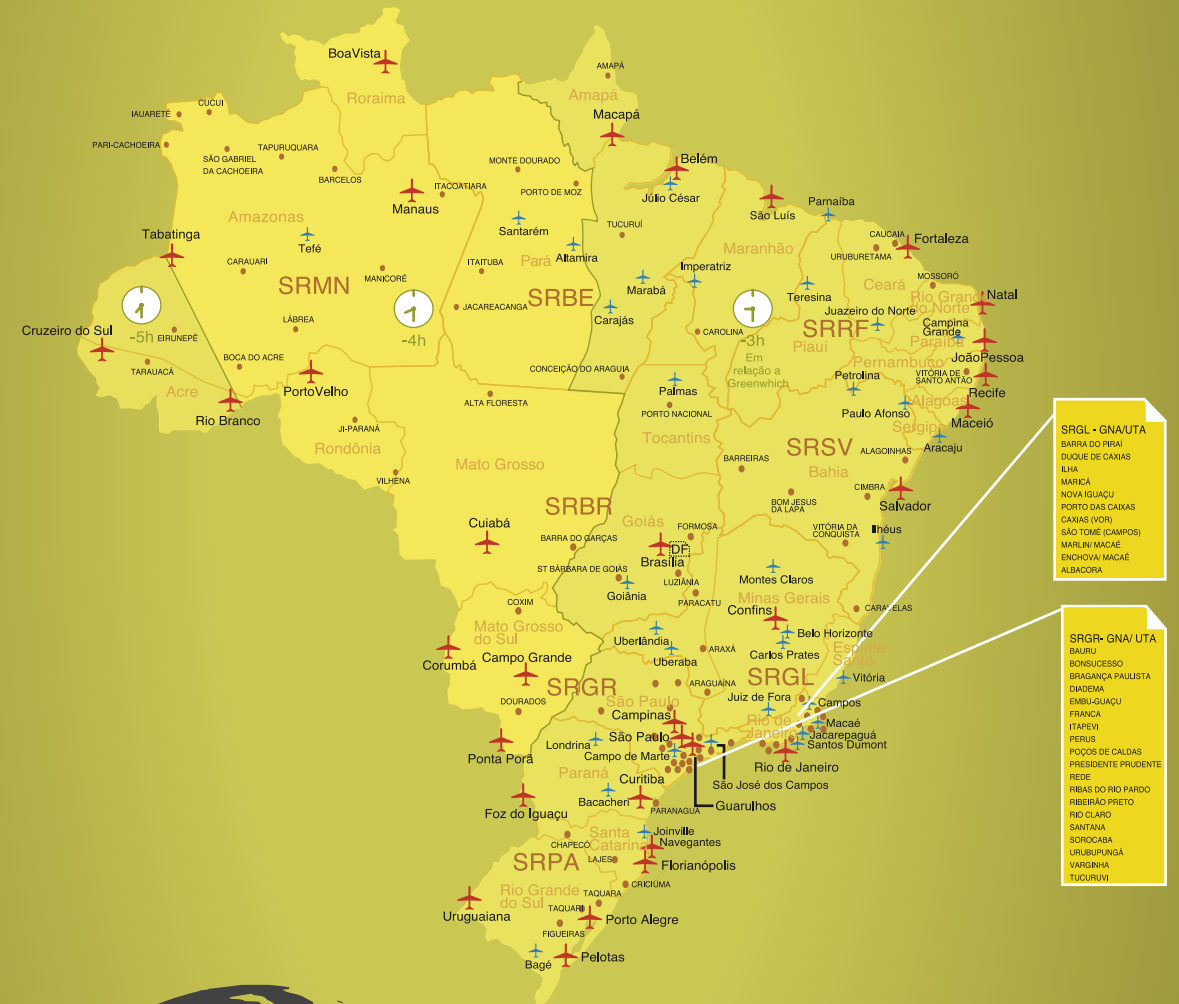 BoaVista
Roraima
AMAPÁ
Amapá
Macapá
CUCUI
IAUARETÉ
PARI-CACHOEIRA
SÃO GABRIEL
DA CACHOEIRA
TAPURUQUARA
BARCELOS
MONTE DOURADO
PORTO DE MOZ
ITACOATIARA
Manaus
Belém
Júlio César
São Luís
Parnaíba
Amazonas
Tabatinga
Tefé
Santarém
Altamira
TUCURUÍ
Maranhão
CAUCAIA
Fortaleza
URUBURETAMA
CARAUARI
MANICORÉ
ITAITUBA
Pará
Imperatriz
Marabá
Teresina
Ceará
MOSSORÓ
Rio Grande
do Norte
Natal
SRMN
SRBE
JACAREACANGA
Carajás
Juazeiro do Norte
Campina
Grande
Paraíba
JoãoPessoa
Cruzeiro do Sul
-5h
EIRUNEPÉ
LÁBREA
-4h
CAROLINA
-3h
Em
relação a
Greenwhich
SRRF
Piauí
Pernambuco
VITÓRIA DE
SANTO ANTÃO
Recife
TARAUACÁ
BOCA DO ACRE
PortoVelho
CONCEIÇÃO DO ARAGUIA
Palmas
Petrolina
Acre
Rio Branco
ALTA FLORESTA
PORTO NACIONAL
Paulo Afonso
Alagoas
Maceió
Sergipe
Aracaju
JI-PARANÁ
Rondônia
VILHENA
Mato Grosso
Tocantins
BARREIRAS
SRSV
Bahia
ALAGOINHAS
BOM JESUS
DA LAPA
CIMBRA
Salvador
SRBR
Cuiabá
BARRA DO GARÇAS
Goiás
FORMOSA
DF
Brasília
VITÓRIA DA
CONQUISTA
Ilhéus
ST BÁRBARA DE GOIÁS
Goiânia
LUZIÂNIA
PARACATU
Montes Claros
Minas Gerais
CARAVELAS
COXIM
Mato Grosso
do Sul
Corumbá
Campo Grande
Uberlândia
Uberaba
ARAXÁ
Confins
Belo Horizonte
Carlos Prates
Espírito
Santo
Vitória
SRGR
São Paulo
ARAGUAÍNA
SRGL
Juiz de Fora
Campos
DOURADOS
Campinas
Rio de
Janeiro
Macaé
Jacarepaguá
Santos Dumont
Ponta Porã
Londrina
São Paulo
Campo de Marte
Rio de Janeiro
Paraná
Curitiba
São José dos Campos
Guarulhos
Foz do Iguaçu
Bacacheri
PARANAGUÁ
Santa
Catarina
Joinville
Navegantes
CHAPECÓ
SRPA
LAJES
Florianópolis
CRICIÚMA
Rio Grande
do Sul
TAQUARA
Uruguaiana
TAQUARI
Porto Alegre
FIGUEIRAS
Bagé
Pelotas
SRGL - GNA/UTA
BARRA DO PIRAÍ
DUQUE DE CAXIAS
ILHA
MARICÁ
NOVA IGUAÇU
PORTO DAS CAIXAS
CAXIAS (VOR)
SÃO TOMÉ (CAMPOS)
MARLIN/ MACAÉ
ENCHOVA/ MACAÉ
ALBACORA
SRGR- GNA/ UTA
BAURU
BONSUCESSO
BRAGANÇA PAULISTA
DIADEMA
EMBU-GUAÇU
FRANCA
ITAPEVI
PERUS
POÇOS DE CALDAS
PRESIDENTE PRUDENTE
REDE
RIBAS DO RIO PARDO
RIBEIRÃO PRETO
RIO CLARO
SANTANA
SOROCABA
URUBUPUNGÁ
VARGINHA
TUCURUVI